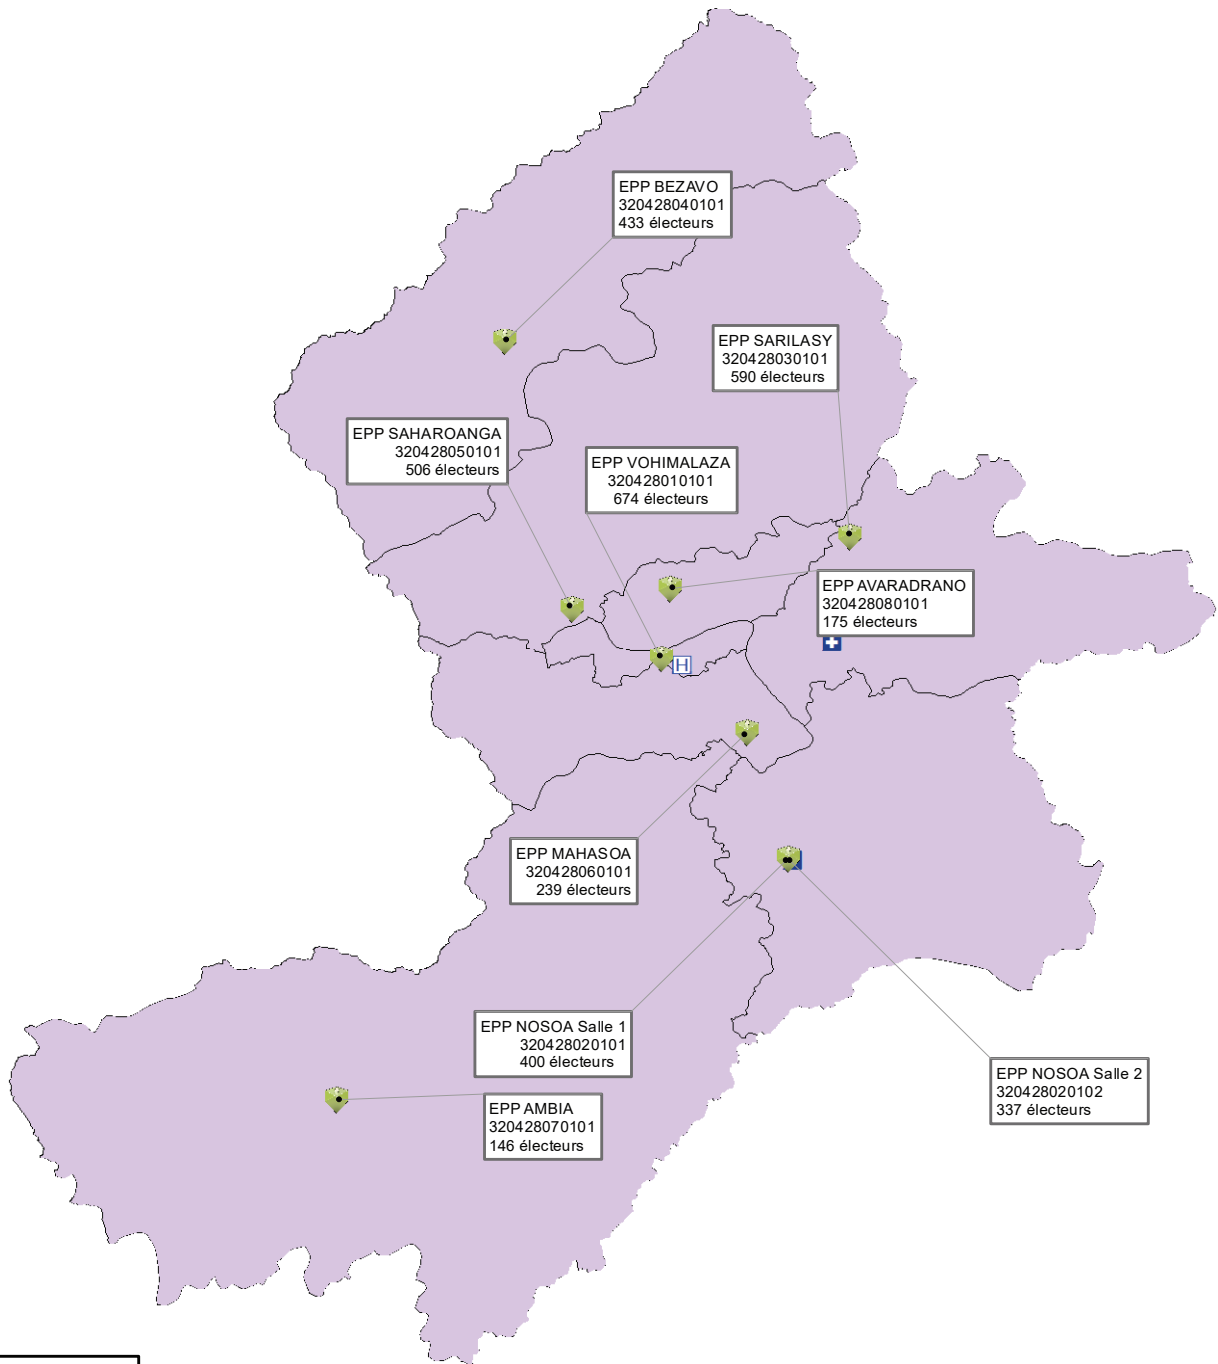 EPP BEZAVO
320428040101
433 électeurs
EPP SARILASY
320428030101
590 électeurs
EPP SAHAROANGA
320428050101
506 électeurs
EPP VOHIMALAZA
320428010101
674 électeurs
EPP AVARADRANO
320428080101
175 électeurs
H
EPP MAHASOA
320428060101
239 électeurs
EPP NOSOA Salle 1
320428020101
400 électeurs
EPP NOSOA Salle 2
320428020102
337 électeurs
EPP AMBIA
320428070101
146 électeurs